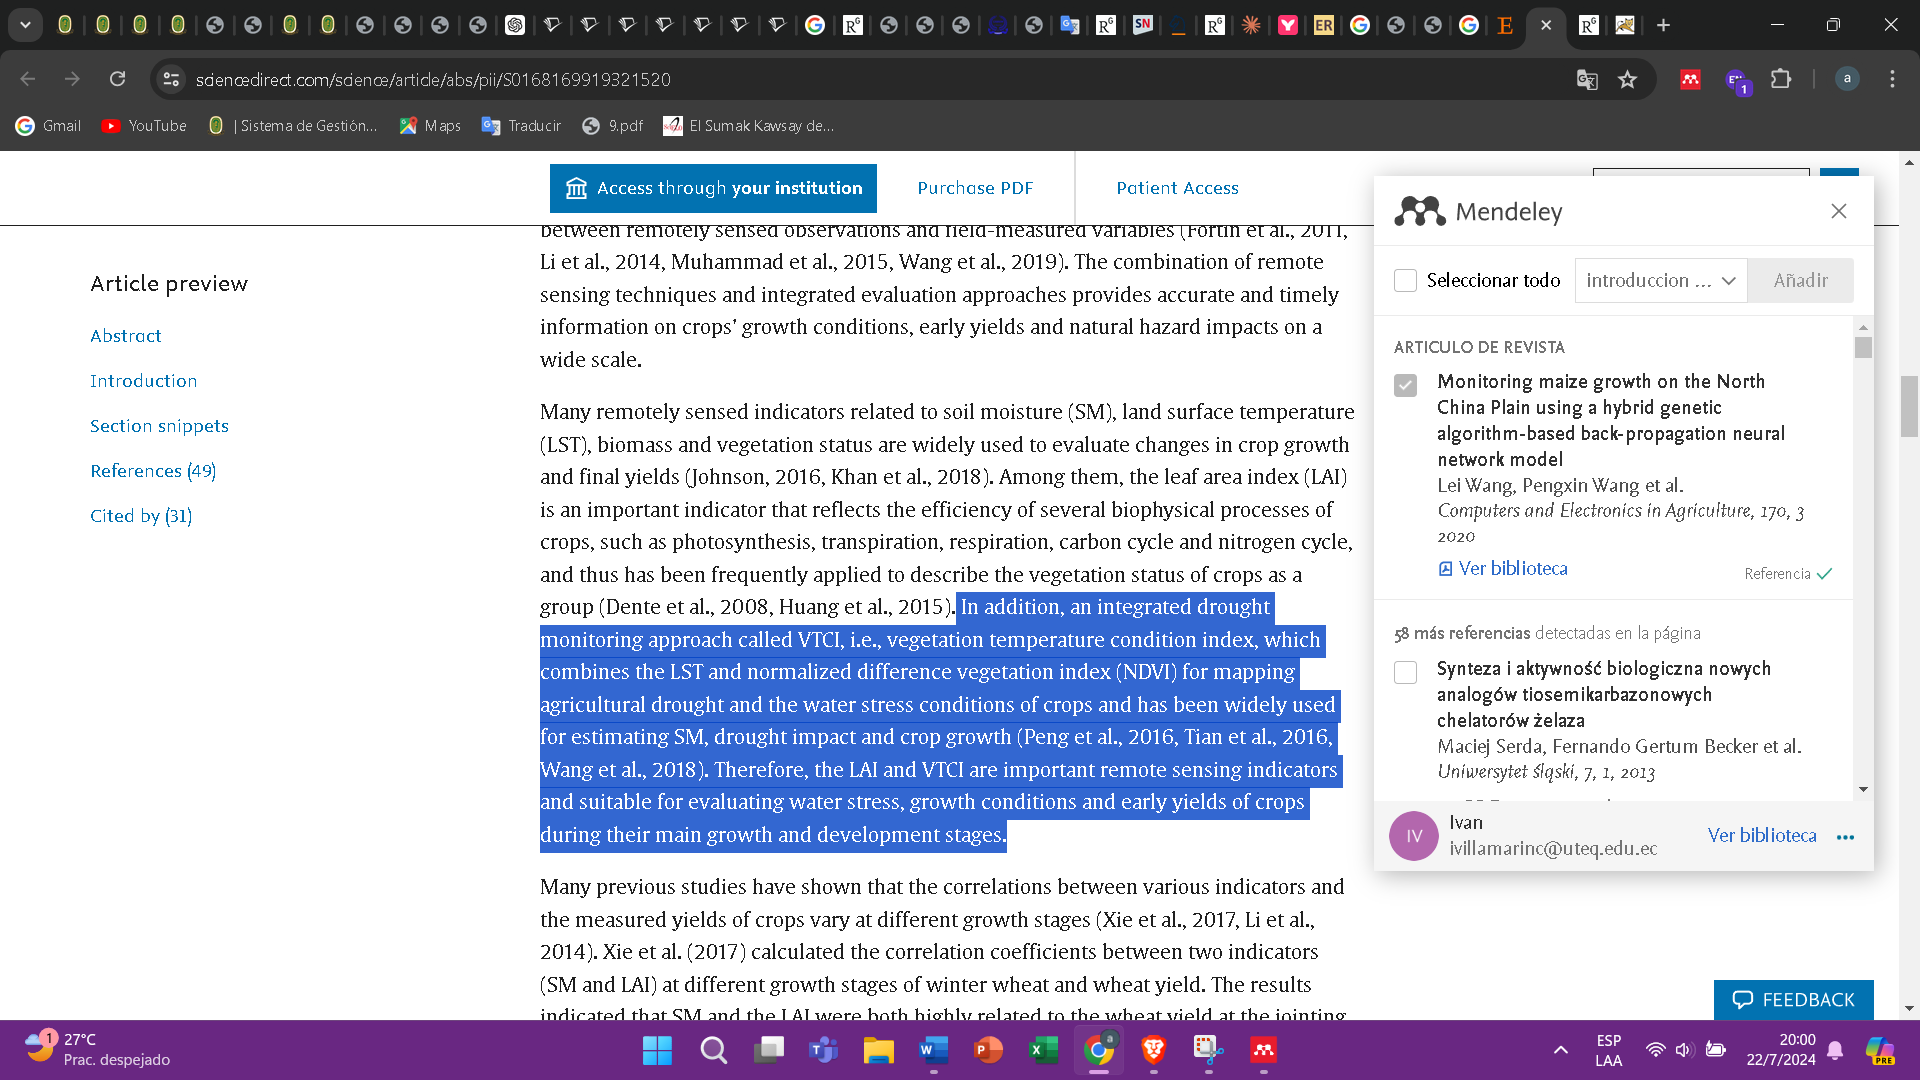 sciencedirect.com/science/article/abs/pii/S0168169919321520
Gmail
YouTube
| Sistema de Gestión...
Maps
Traducir
9.pdf
El Sumak Kawsay de...
Access through your institution
Purchase PDF
Patient Access
Article preview
Abstract
Introduction
Section snippets
References (49)
Cited by (31)
between remotely sensed observations and field-measured variables (Fortin et al., 2011,
Li et al., 2014, Muhammad et al., 2015, Wang et al., 2019). The combination of remote
sensing techniques and integrated evaluation approaches provides accurate and timely
information on crops' growth conditions, early yields and natural hazard impacts on a
wide scale.
Many remotely sensed indicators related to soil moisture (SM), land surface temperature
(LST), biomass and vegetation status are widely used to evaluate changes in crop growth
and final yields (Johnson, 2016, Khan et al., 2018). Among them, the leaf area index (LAI)
is an important indicator that reflects the efficiency of several biophysical processes of
crops, such as photosynthesis, transpiration, respiration, carbon cycle and nitrogen cycle,
and thus has been frequently applied to describe the vegetation status of crops as a
group (Dente et al., 2008, Huang et al., 2015). In addition, an integrated drought
monitoring approach called VTCI, i.e., vegetation temperature condition index, which
combines the LST and normalized difference vegetation index (NDVI) for mapping
agricultural drought and the water stress conditions of crops and has been widely used
for estimating SM, drought impact and crop growth (Peng et al., 2016, Tian et al., 2016,
Wang et al., 2018). Therefore, the LAI and VTCI are important remote sensing indicators
and suitable for evaluating water stress, growth conditions and early yields of crops
during their main growth and development stages.
Many previous studies have shown that the correlations between various indicators and
the measured yields of crops vary at different growth stages (Xie et al., 2017, Li et al.,
2014). Xie et al. (2017) calculated the correlation coefficients between two indicators
(SM and LAI) at different growth stages of winter wheat and wheat yield. The results
indicated that SM and the LAI were both highly related to the wheat yield at the jointing
Mendeley
Seleccionar todo
introduccion ...
Añadir
ARTICULO DE REVISTA
Monitoring maize growth on the North
China Plain using a hybrid genetic
algorithm-based back-propagation neural
network model
Lei Wang, Pengxin Wang et al.
Computers and Electronics in Agriculture, 170, 3
2020
Ver biblioteca
Referencia
58 más referencias detectadas en la página
Synteza i aktywność biologiczna nowych
analogów tiosemikarbazonowych
chelatorów żelaza
Maciej Serda, Fernando Gertum Becker et al.
Uniwersytet śląski, 7, 1, 2013
IV
Ivan
ivillamarinc@uteq.edu.ec
Ver biblioteca
FEEDBACK
1
27°C
Prac. despejado
ESP
LAA
20:00
22/7/2024
PRE